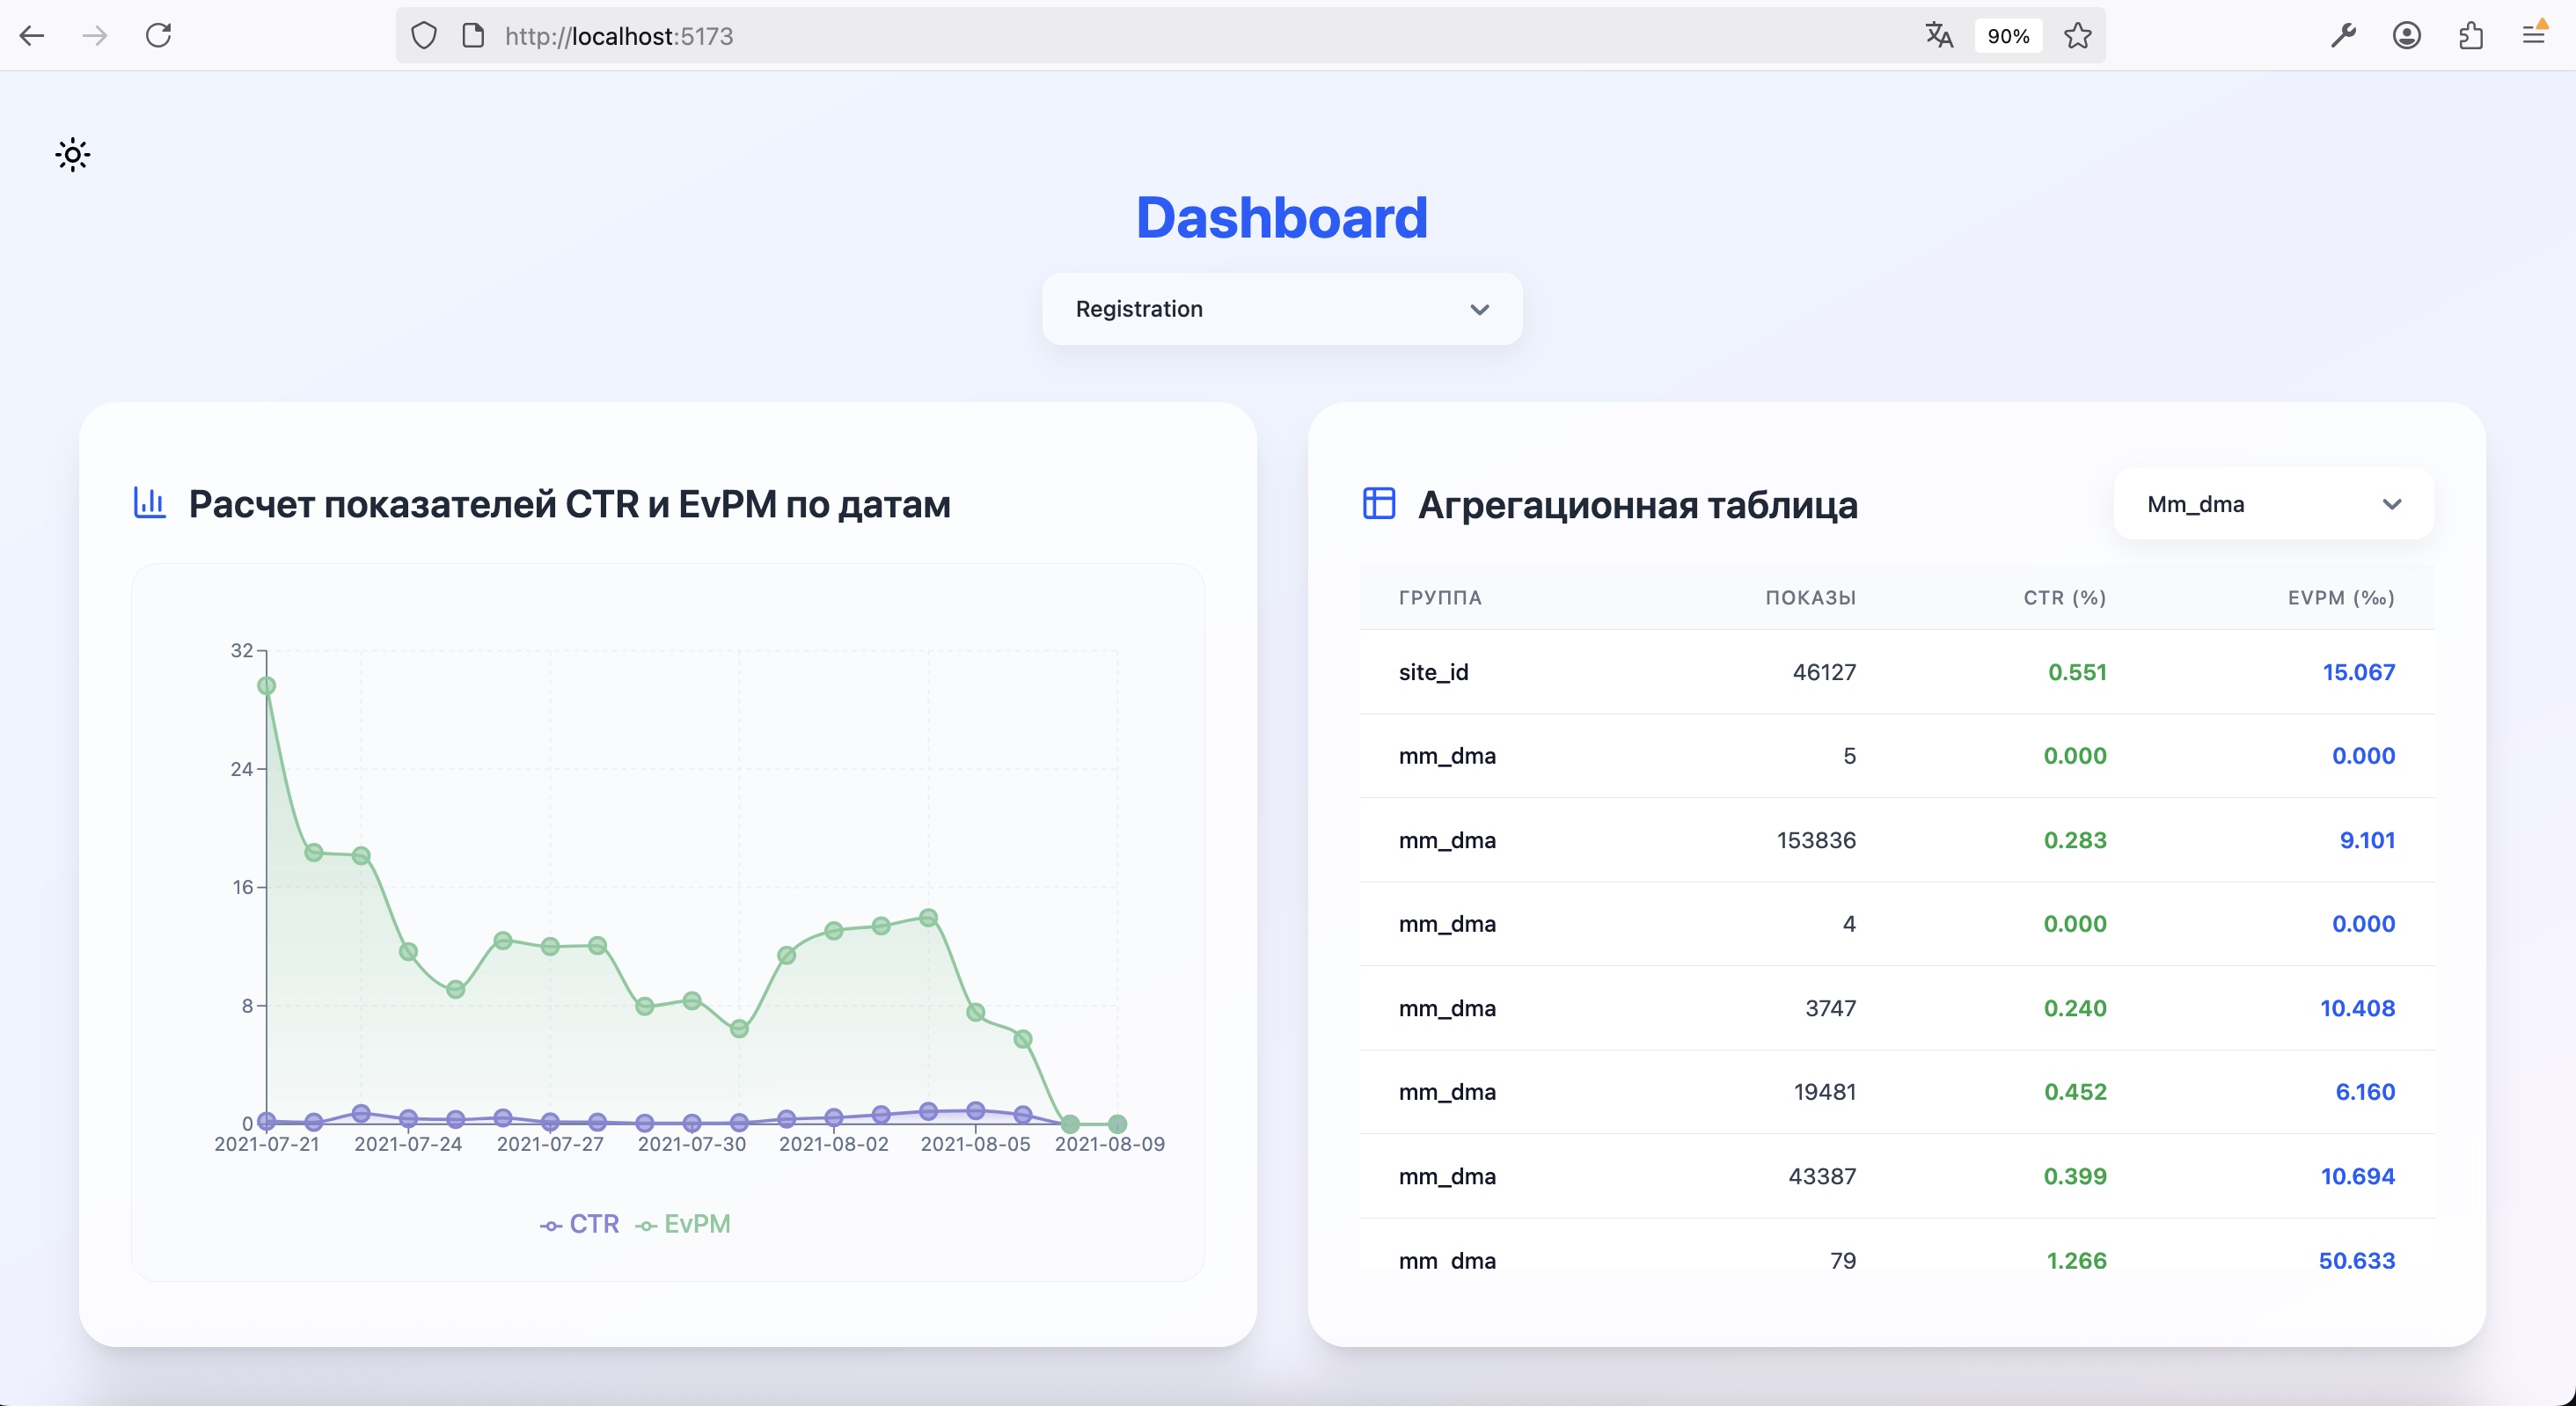 http://localhost:5173
90%
Dashboard
Registration
Расчет показателей CTR и EvPM по датам
32
24
16
8
0
2021-07-21 2021-07-24 2021-07-27 2021-07-30 2021-08-02 2021-08-05 2021-08-09
CTR EvPM
Агрегационная таблица
Mm_dma
ГРУППА ПОКАЗЫ CTR (%) EVPM (‰)
site_id 46127 0.551 15.067
mm_dma 5 0.000 0.000
mm_dma 153836 0.283 9.101
mm_dma 4 0.000 0.000
mm_dma 3747 0.240 10.408
mm_dma 19481 0.452 6.160
mm_dma 43387 0.399 10.694
mm dma 79 1.266 50.633